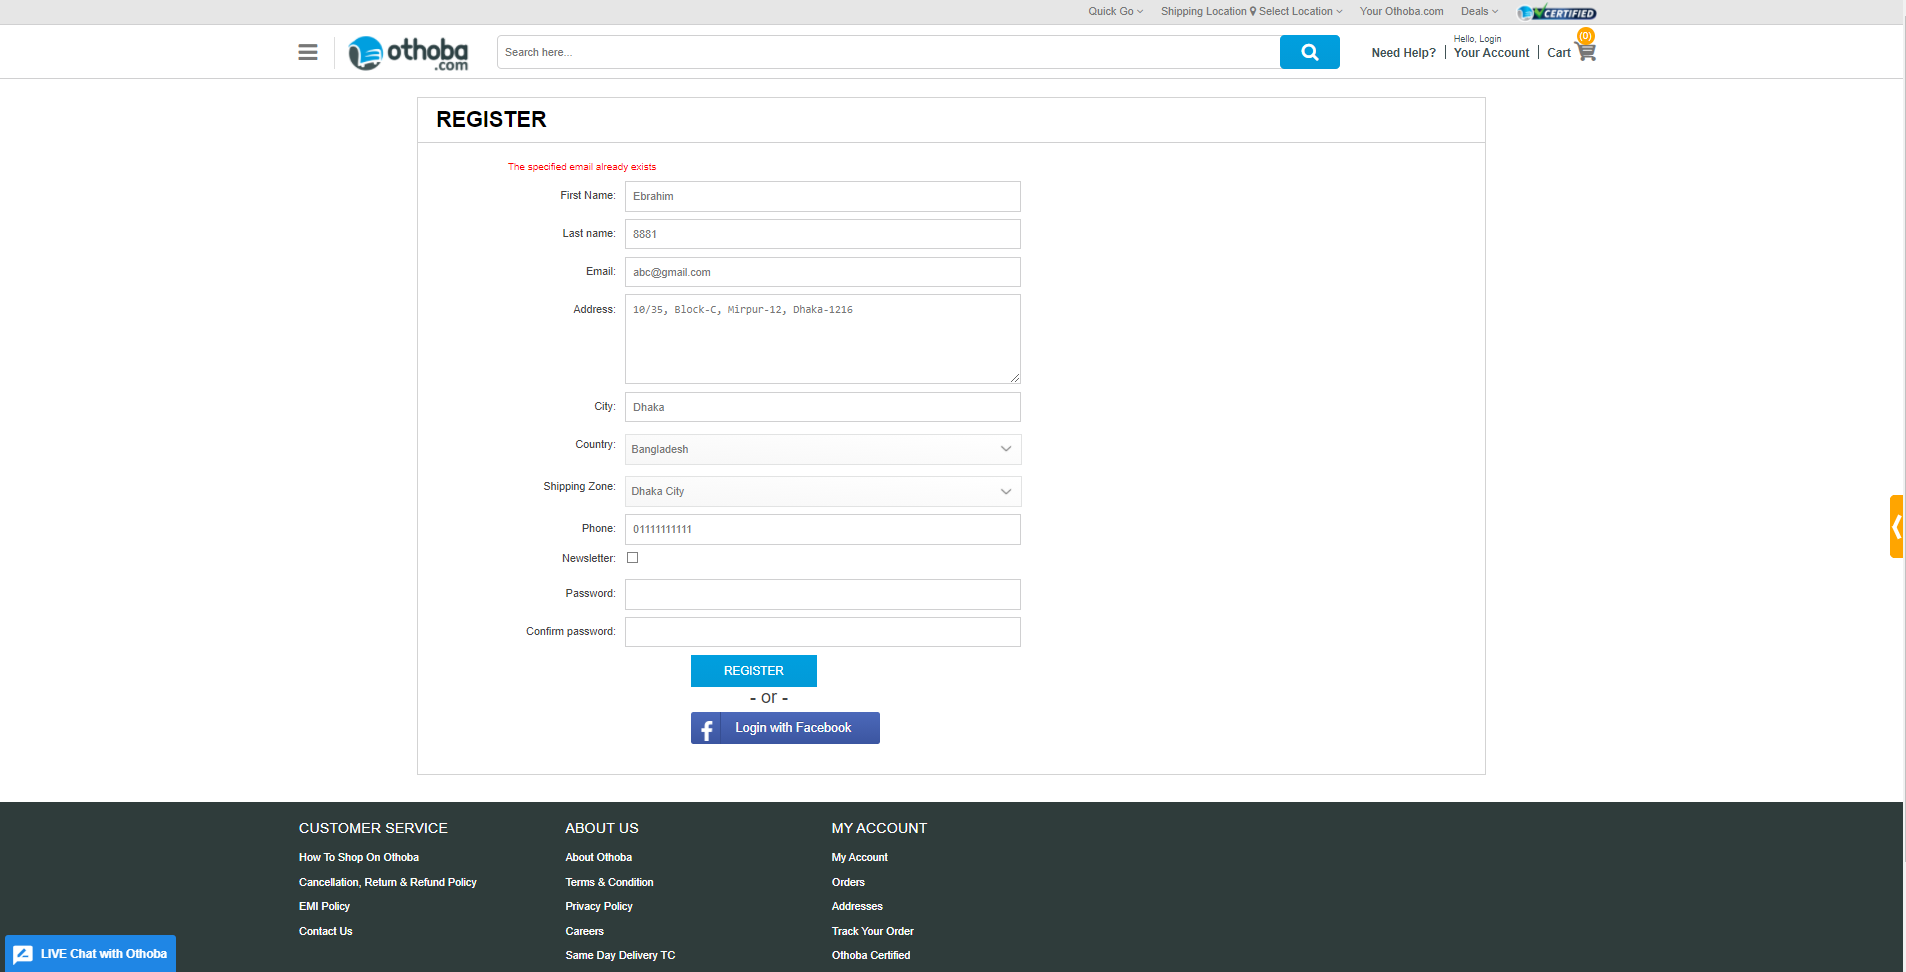 Quick Go Shipping Location Select Location Your Othoba.com Deals CERTIFIED
othoba.com Search here... Need Help? Hello, Login Your Account Cart (0)
REGISTER
The specified email already exists
First Name: Ebrahim
Last name: 8881
Email: abc@gmail.com
Address: 10/35, Block-C, Mirpur-12, Dhaka-1216
City: Dhaka
Country: Bangladesh
Shipping Zone: Dhaka City
Phone: 01111111111
Newsletter:
Password:
Confirm password:
REGISTER
- or -
f Login with Facebook
CUSTOMER SERVICE ABOUT US MY ACCOUNT
How To Shop On Othoba About Othoba My Account
Cancellation, Return & Refund Policy Terms & Condition Orders
EMI Policy Privacy Policy Addresses
Contact Us Careers Track Your Order
LIVE Chat with Othoba Same Day Delivery TC Othoba Certified